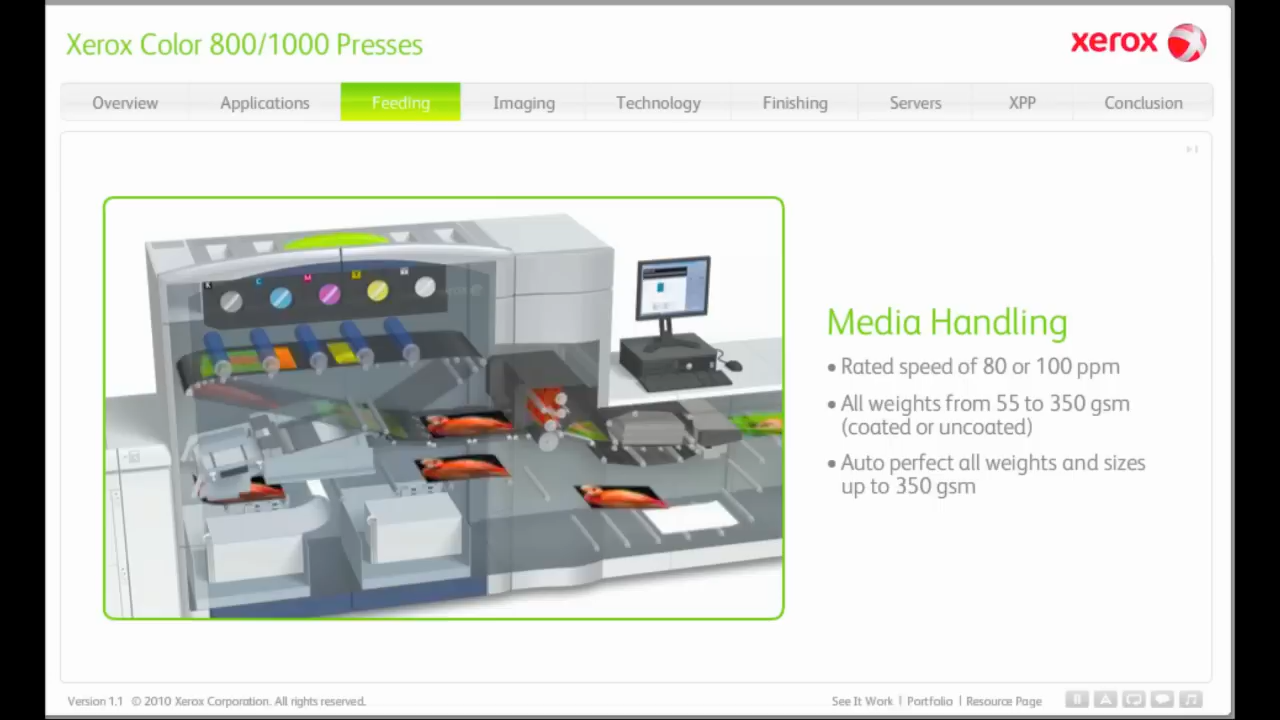 Xerox Color 800/1000 Presses
xerox
Overview
Applications
Feeding
Imaging
Technology
Finishing
Servers
XPP
Conclusion
K
C
M
Y
Media Handling
• Rated speed of 80 or 100 ppm
• All weights from 55 to 350 gsm
(coated or uncoated)
• Auto perfect all weights and sizes
up to 350 gsm
Version 1.1 © 2010 Xerox Corporation. All rights reserved.
See It Work | Portfolio | Resource Page